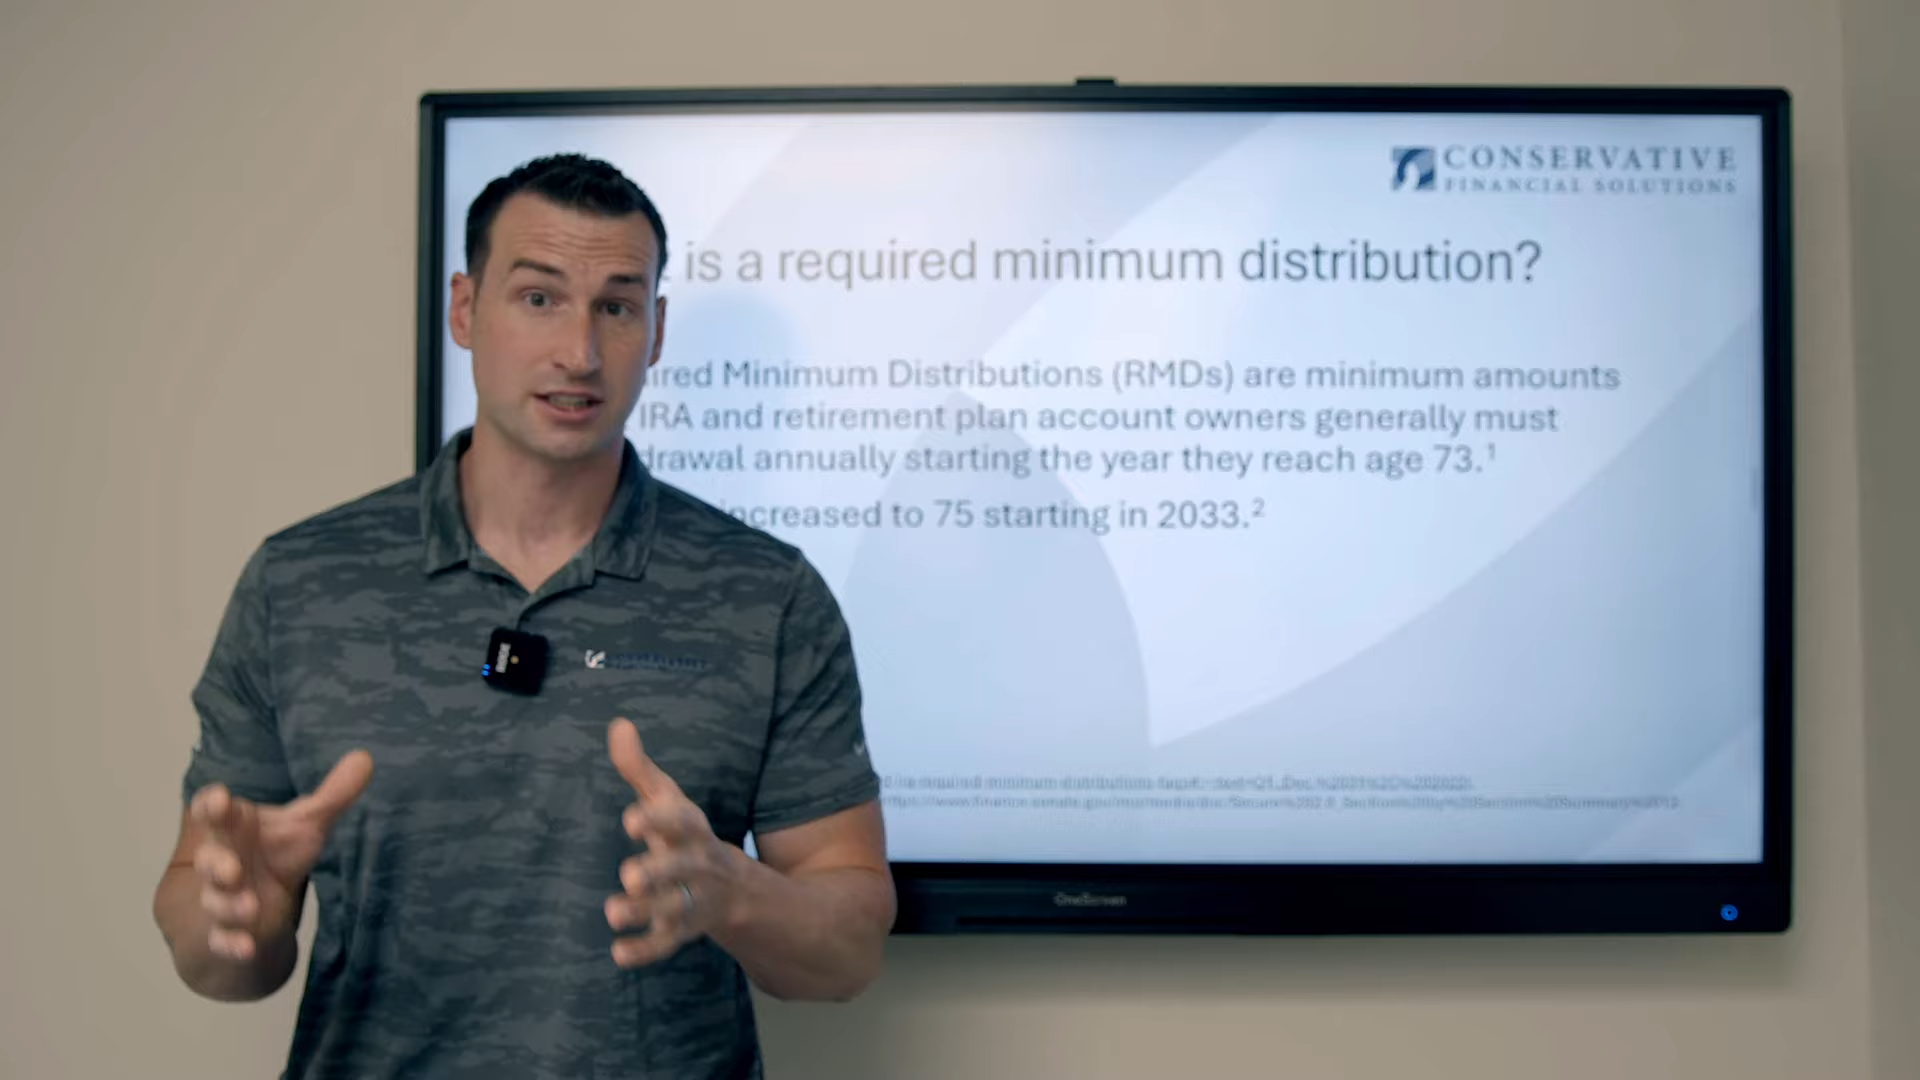 CONSERVATIVE
FINANCIAL SOLUTIONS
is a required minimum distribution?
ired Minimum Distributions (RMDs) are minimum amounts
IRA and retirement plan account owners generally must
drawal annually starting the year they reach age 73.¹
increased to 75 starting in 2033.²
RODE